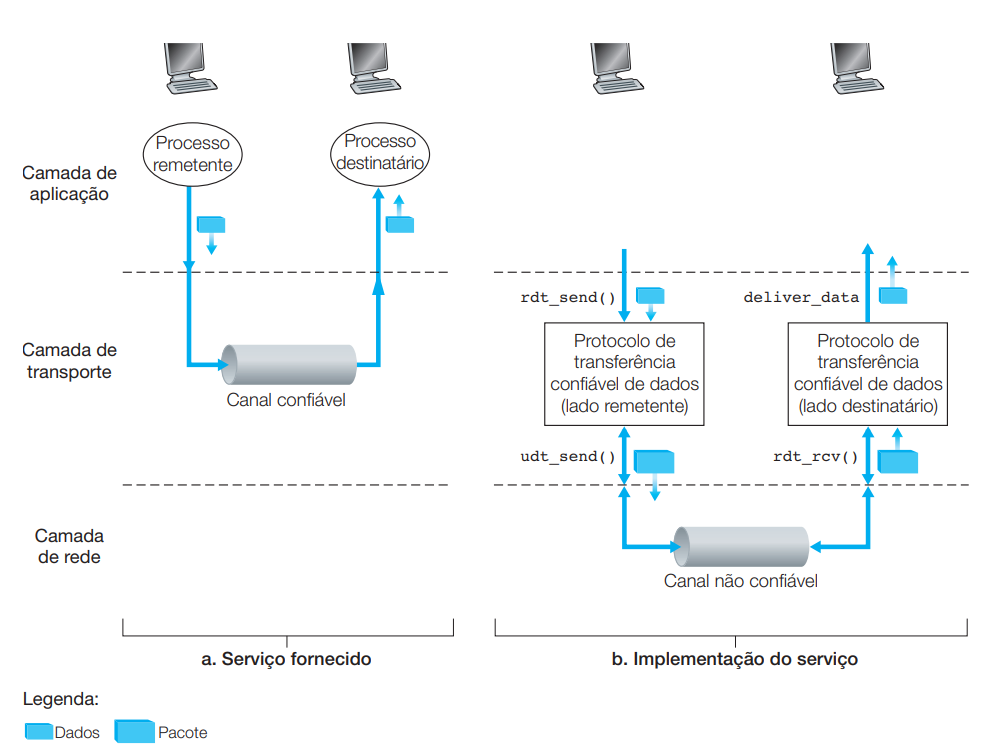 Processo
remetente
Processo
destinatário
Camada de
aplicação
rdt_send()
deliver_data
Camada de
transporte
Canal confiável
Protocolo de
transferência
confiável de dados
(lado remetente)
Protocolo de
transferência
confiável de dados
(lado destinatário)
udt_send()
rdt_rcv()
Camada
de rede
Canal não confiável
a. Serviço fornecido
b. Implementação do serviço
Legenda:
Dados
Pacote